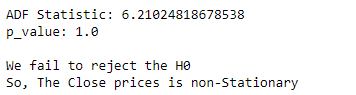 ADF Statistic: 6.21024818678538
p_value: 1.0
We fail to reject the H0
So, The Close prices is non-Stationary